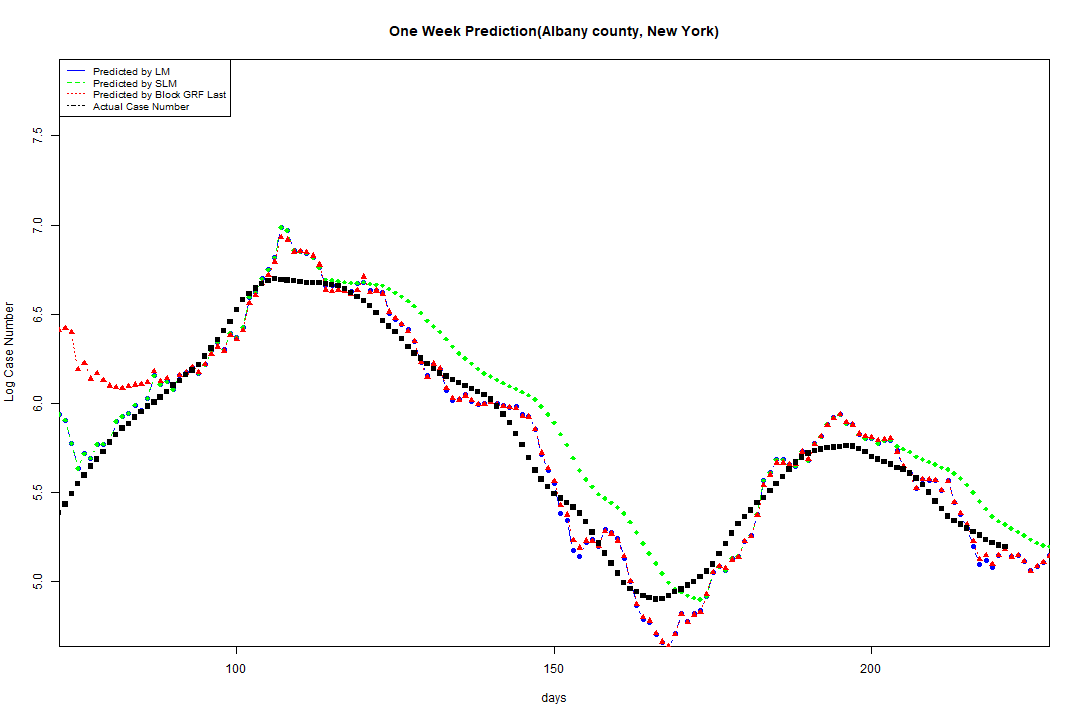 One Week Prediction(Albany county, New York)
Predicted by LM
Predicted by SLM
Predicted by Block GRF Last
Actual Case Number
Log Case Number
7.5
7.0
6.5
6.0
5.5
5.0
100 150 200
days